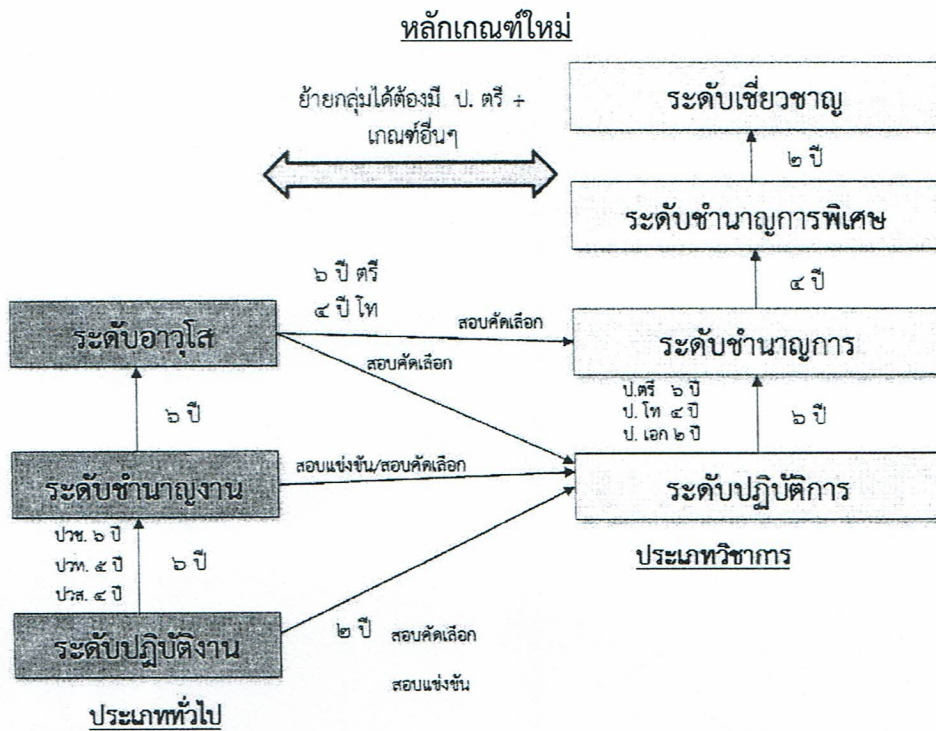 หลักเกณฑ์ใหม่
ย้ายกลุ่มได้ต้องมี ป. ตรี +
เกณฑ์อื่นๆ
ระดับเชี่ยวชาญ
๒ ปี
ระดับชำนาญการพิเศษ
๔ ปี
๖ ปี ตรี
๔ ปี โท
ระดับอาวุโส
สอบคัดเลือก
สอบคัดเลือก
ระดับชำนาญการ
๖ ปี
ป.ตรี ๖ ปี
ป. โท ๔ ปี
ป. เอก ๒ ปี
๖ ปี
ระดับชำนาญงาน
สอบแข่งขัน/สอบคัดเลือก
ระดับปฏิบัติการ
ประเภทวิชาการ
ปวช. ๖ ปี
ปวท. ๕ ปี
ปวส. ๔ ปี
๖ ปี
ระดับปฏิบัติงาน
๒ ปี สอบคัดเลือก
สอบแข่งขัน
ประเภททั่วไป